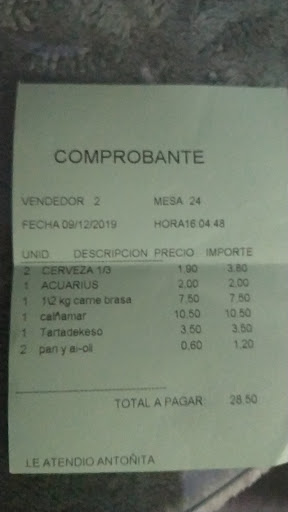 COMPROBANTE
VENDEDOR 2 MESA 24
FECHA 09/12/2019 HORA16:04:48
UNID. DESCRIPCION PRECIO IMPORTE
2 CERVEZA 1/3 1,90 3,80
1 ACUARIUS 2,00 2,00
1 1\2 kg carne brasa 7,50 7,50
1 calñamar 10,50 10,50
1 Tartadekeso 3,50 3,50
2 pan y ai-oli 0,60 1,20
TOTAL A PAGAR: 28,50
LE ATENDIO ANTOÑITA